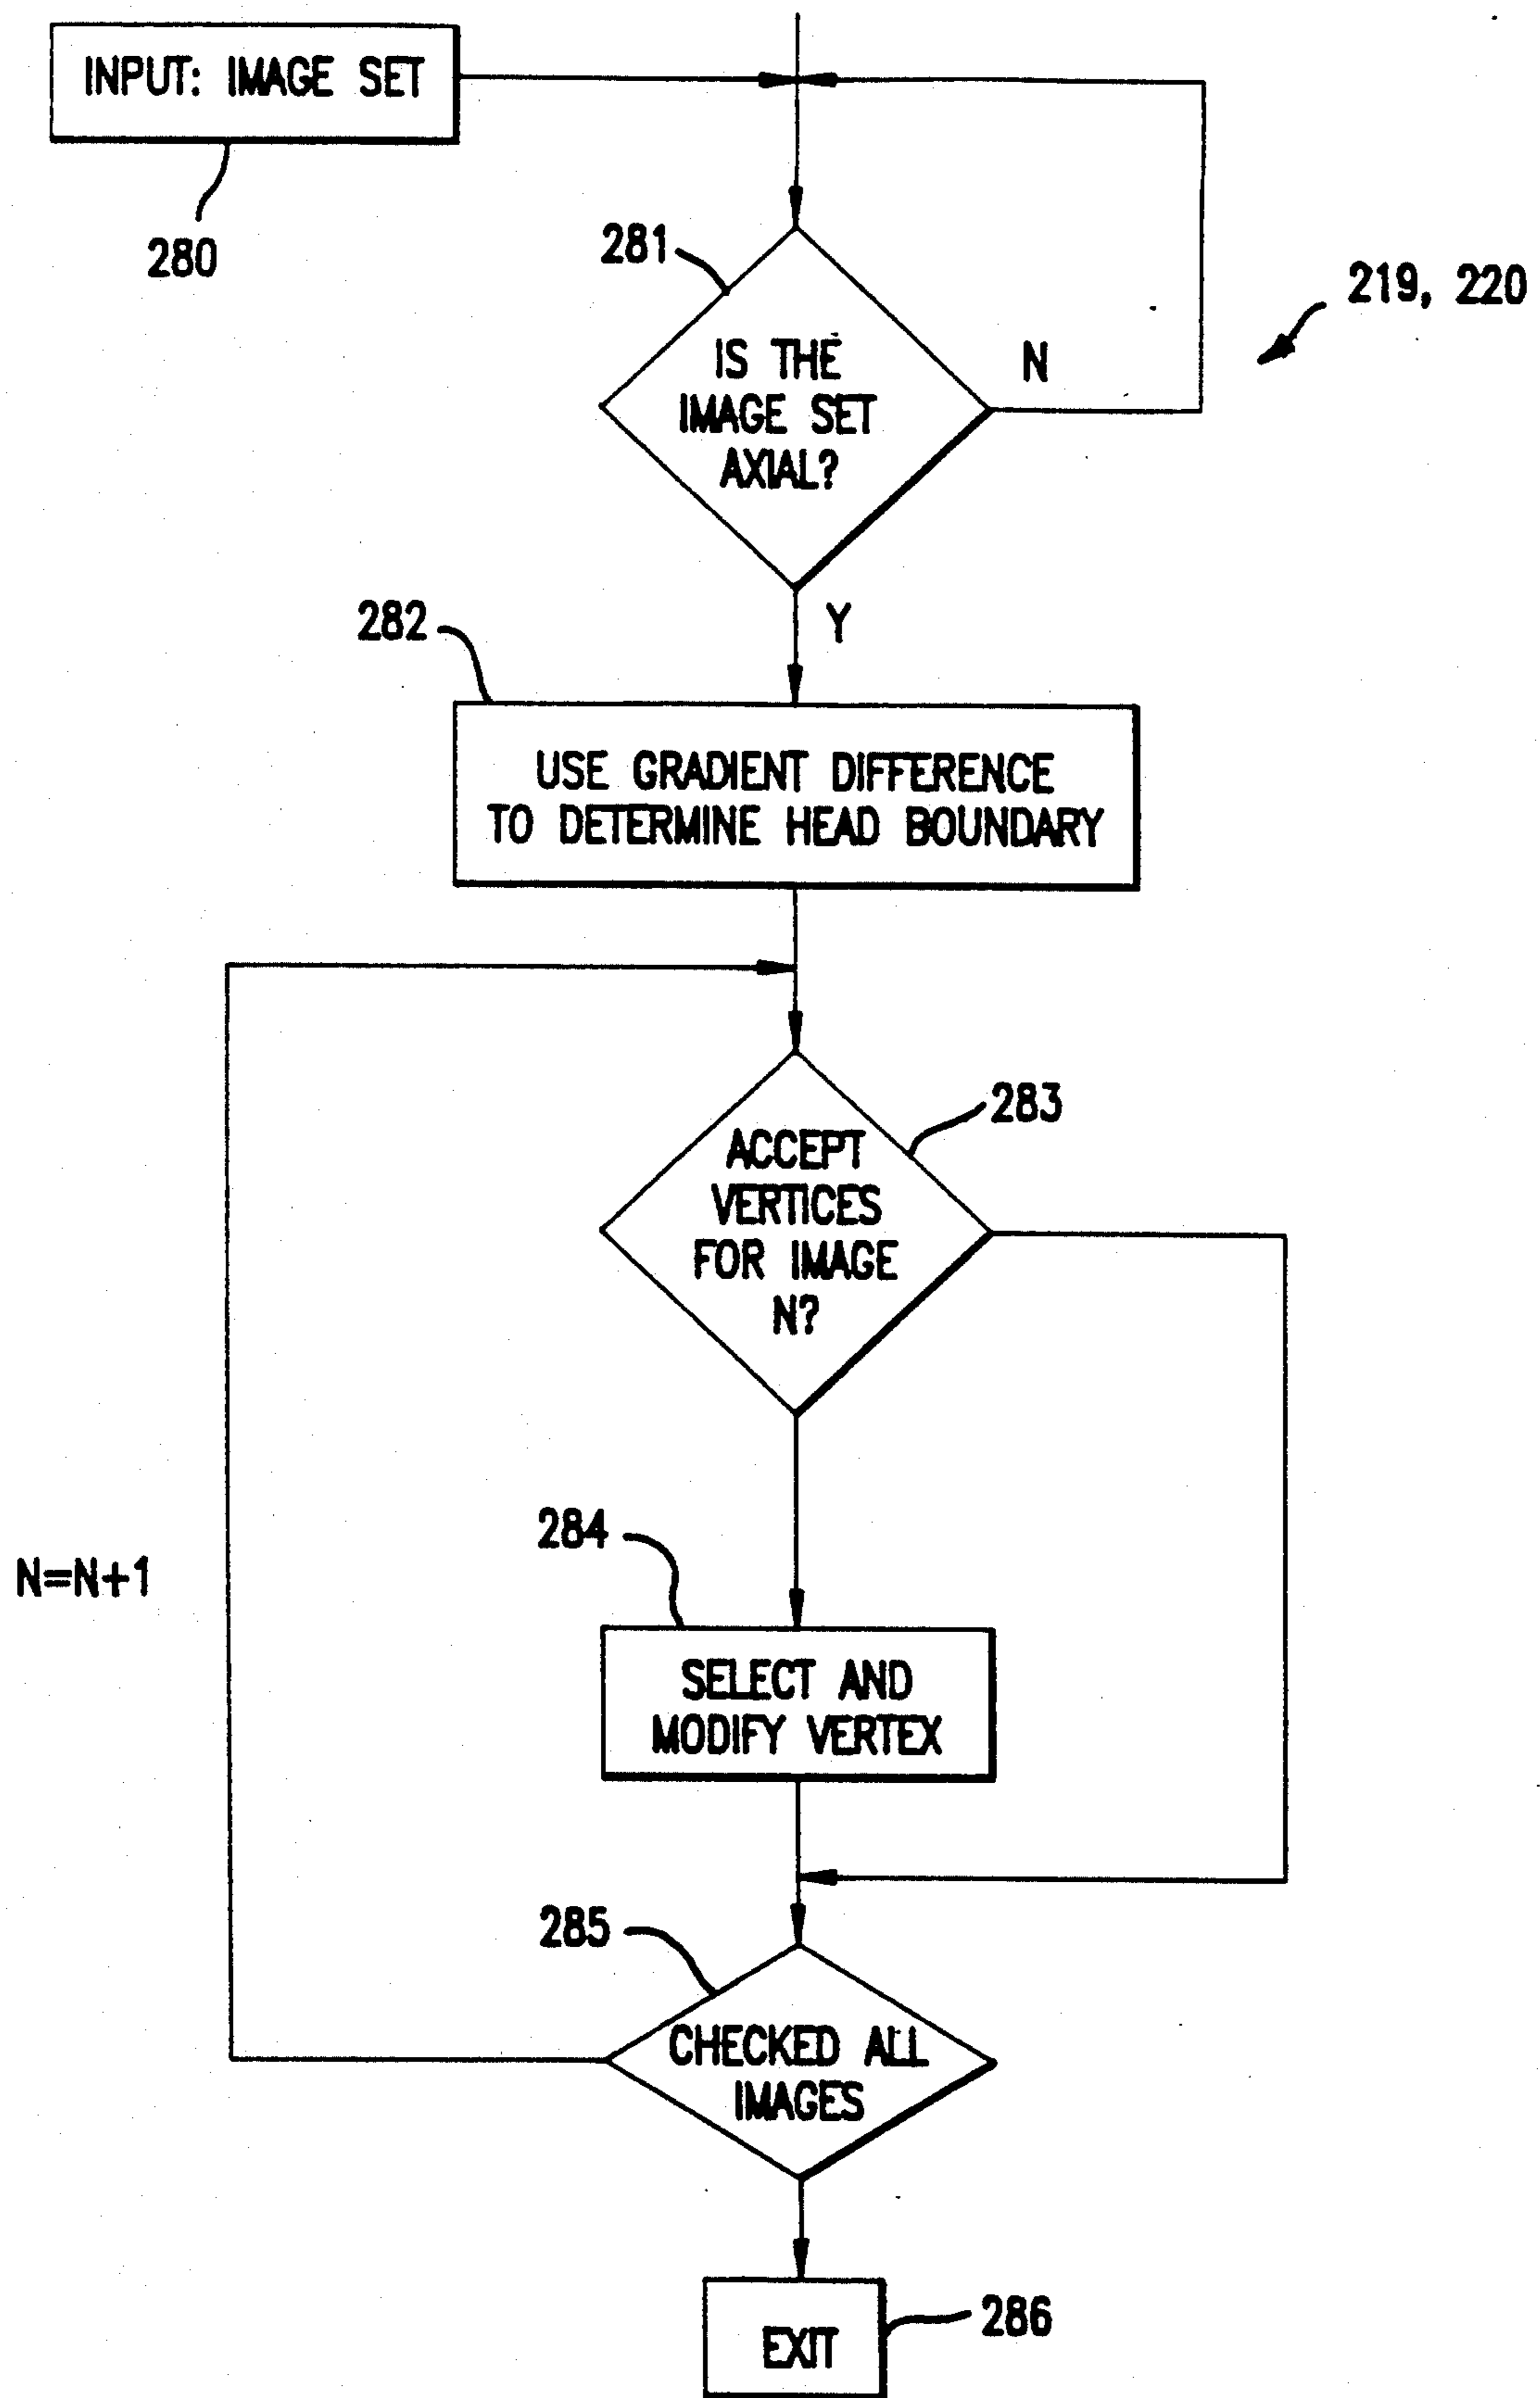 INPUT: IMAGE SET
280
281
219, 220
IS THE
IMAGE SET
AXIAL?
N
Y
282
USE GRADIENT DIFFERENCE
TO DETERMINE HEAD BOUNDARY
283
ACCEPT
VERTICES
FOR IMAGE
N?
284
N=N+1
SELECT AND
MODIFY VERTEX
285
CHECKED ALL
IMAGES
286
EXIT